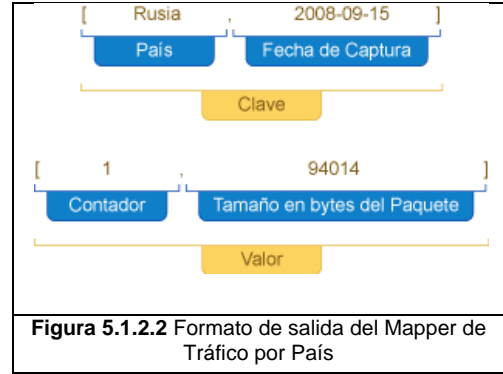 [ Rusia , 2008-09-15 ]
País Fecha de Captura
Clave
[ 1 , 94014 ]
Contador Tamaño en bytes del Paquete
Valor
Figura 5.1.2.2 Formato de salida del Mapper de
Tráfico por País